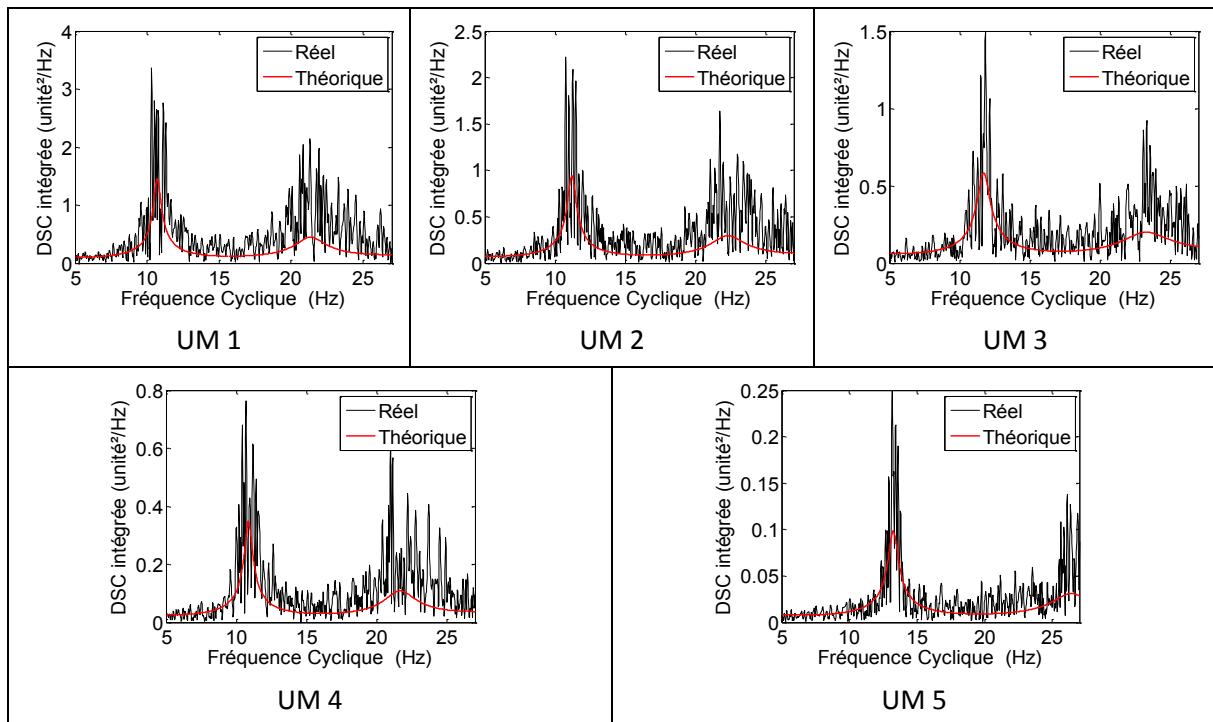 DSC intégrée (unité²/Hz)
4
3
2
1
0
Réel
Théorique
5 10 15 20 25
Fréquence Cyclique (Hz)
UM 1
DSC intégrée (unité²/Hz)
2.5
2
1.5
1
0.5
0
Réel
Théorique
5 10 15 20 25
Fréquence Cyclique (Hz)
UM 2
DSC intégrée (unité²/Hz)
1.5
1
0.5
0
Réel
Théorique
5 10 15 20 25
Fréquence Cyclique (Hz)
UM 3
DSC intégrée (unité²/Hz)
0.8
0.6
0.4
0.2
0
Réel
Théorique
5 10 15 20 25
Fréquence Cyclique (Hz)
UM 4
DSC intégrée (unité²/Hz)
0.25
0.2
0.15
0.1
0.05
0
Réel
Théorique
5 10 15 20 25
Fréquence Cyclique (Hz)
UM 5